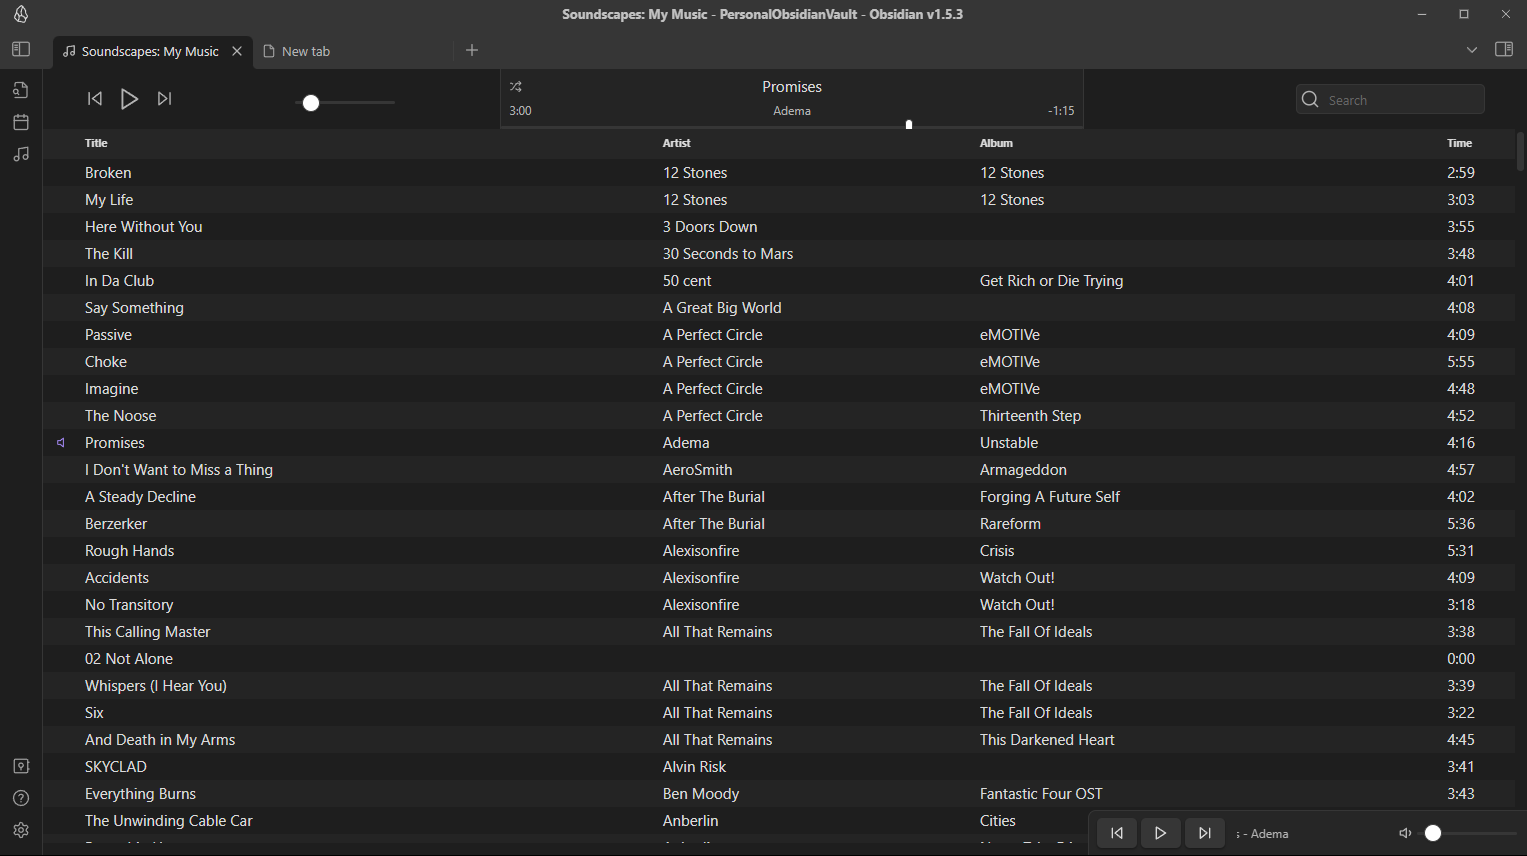 Soundscapes: My Music - PersonalObsidianVault - Obsidian v1.5.3
Soundscapes: My Music New tab
Promises
3:00 Adema -1:15
Search
Title Artist Album Time
Broken 12 Stones 12 Stones 2:59
My Life 12 Stones 12 Stones 3:03
Here Without You 3 Doors Down 3:55
The Kill 30 Seconds to Mars 3:48
In Da Club 50 cent Get Rich or Die Trying 4:01
Say Something A Great Big World 4:08
Passive A Perfect Circle eMOTIVe 4:09
Choke A Perfect Circle eMOTIVe 5:55
Imagine A Perfect Circle eMOTIVe 4:48
The Noose A Perfect Circle Thirteenth Step 4:52
Promises Adema Unstable 4:16
I Don't Want to Miss a Thing AeroSmith Armageddon 4:57
A Steady Decline After The Burial Forging A Future Self 4:02
Berzerker After The Burial Rareform 5:36
Rough Hands Alexisonfire Crisis 5:31
Accidents Alexisonfire Watch Out! 4:09
No Transitory Alexisonfire Watch Out! 3:18
This Calling Master All That Remains The Fall Of Ideals 3:38
02 Not Alone 0:00
Whispers (I Hear You) All That Remains The Fall Of Ideals 3:39
Six All That Remains The Fall Of Ideals 3:22
And Death in My Arms All That Remains This Darkened Heart 4:45
SKYCLAD Alvin Risk 3:41
Everything Burns Ben Moody Fantastic Four OST 3:43
The Unwinding Cable Car Anberlin Cities
- Adema